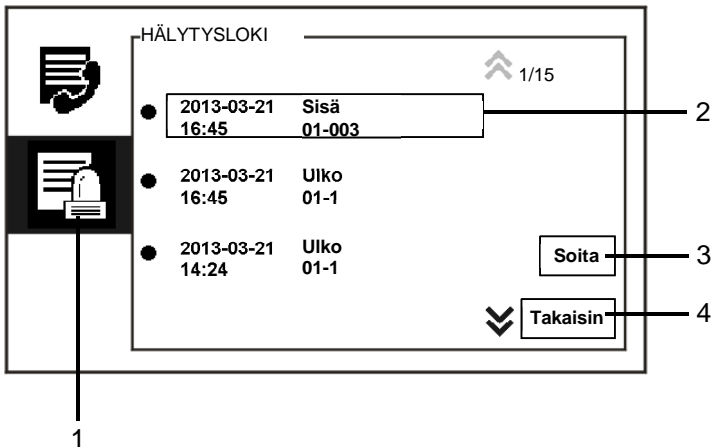 HÄLYTYSLOKI
1/15
2013-03-21 Sisä
16:45 01-003
2
2013-03-21 Ulko
16:45 01-1
2013-03-21 Ulko
14:24 01-1
Soita
3
Takaisin
4
1